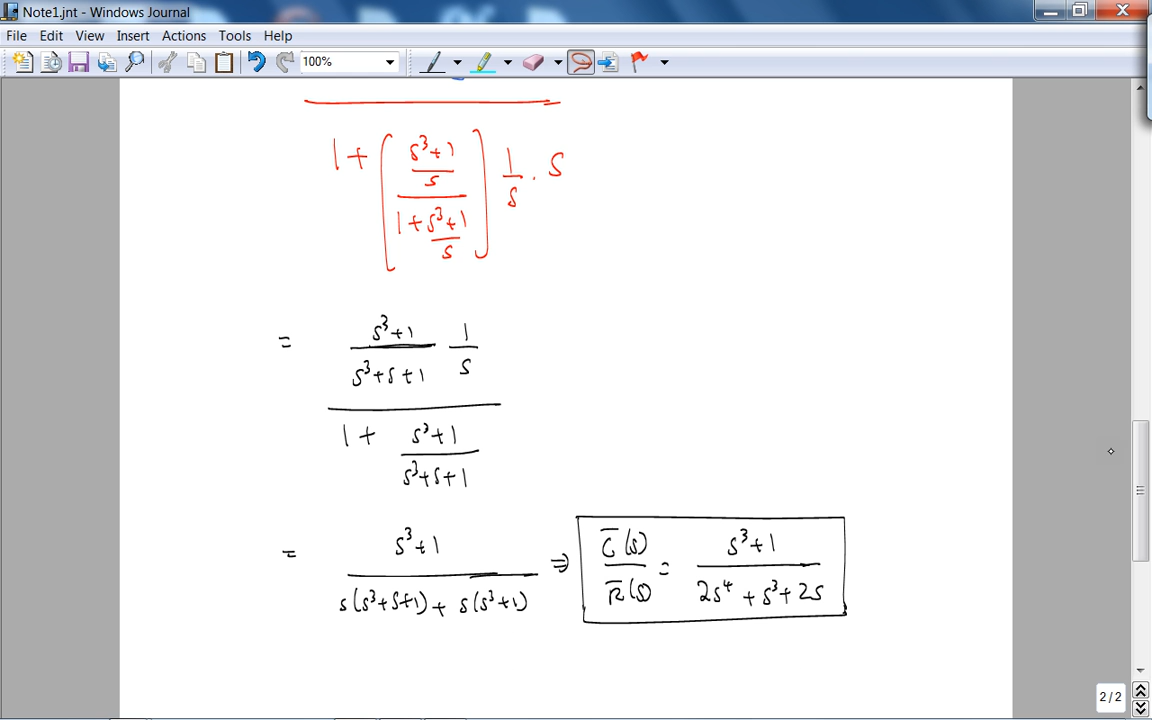 Note1.jnt - Windows Journal
File Edit View Insert Actions Tools Help
100%
1 + [ ((s³+1)/s) / (1 + (s³+1)/s) ] 1/s · s
= ( (s³+1)/(s³+s+1) 1/s ) / ( 1 + (s³+1)/(s³+s+1) )
= (s³+1) / ( s(s³+s+1) + s(s³+1) ) ⇒ C̅(s)/R̅(s) = (s³+1) / (2s⁴ + s³ + 2s)
2 / 2